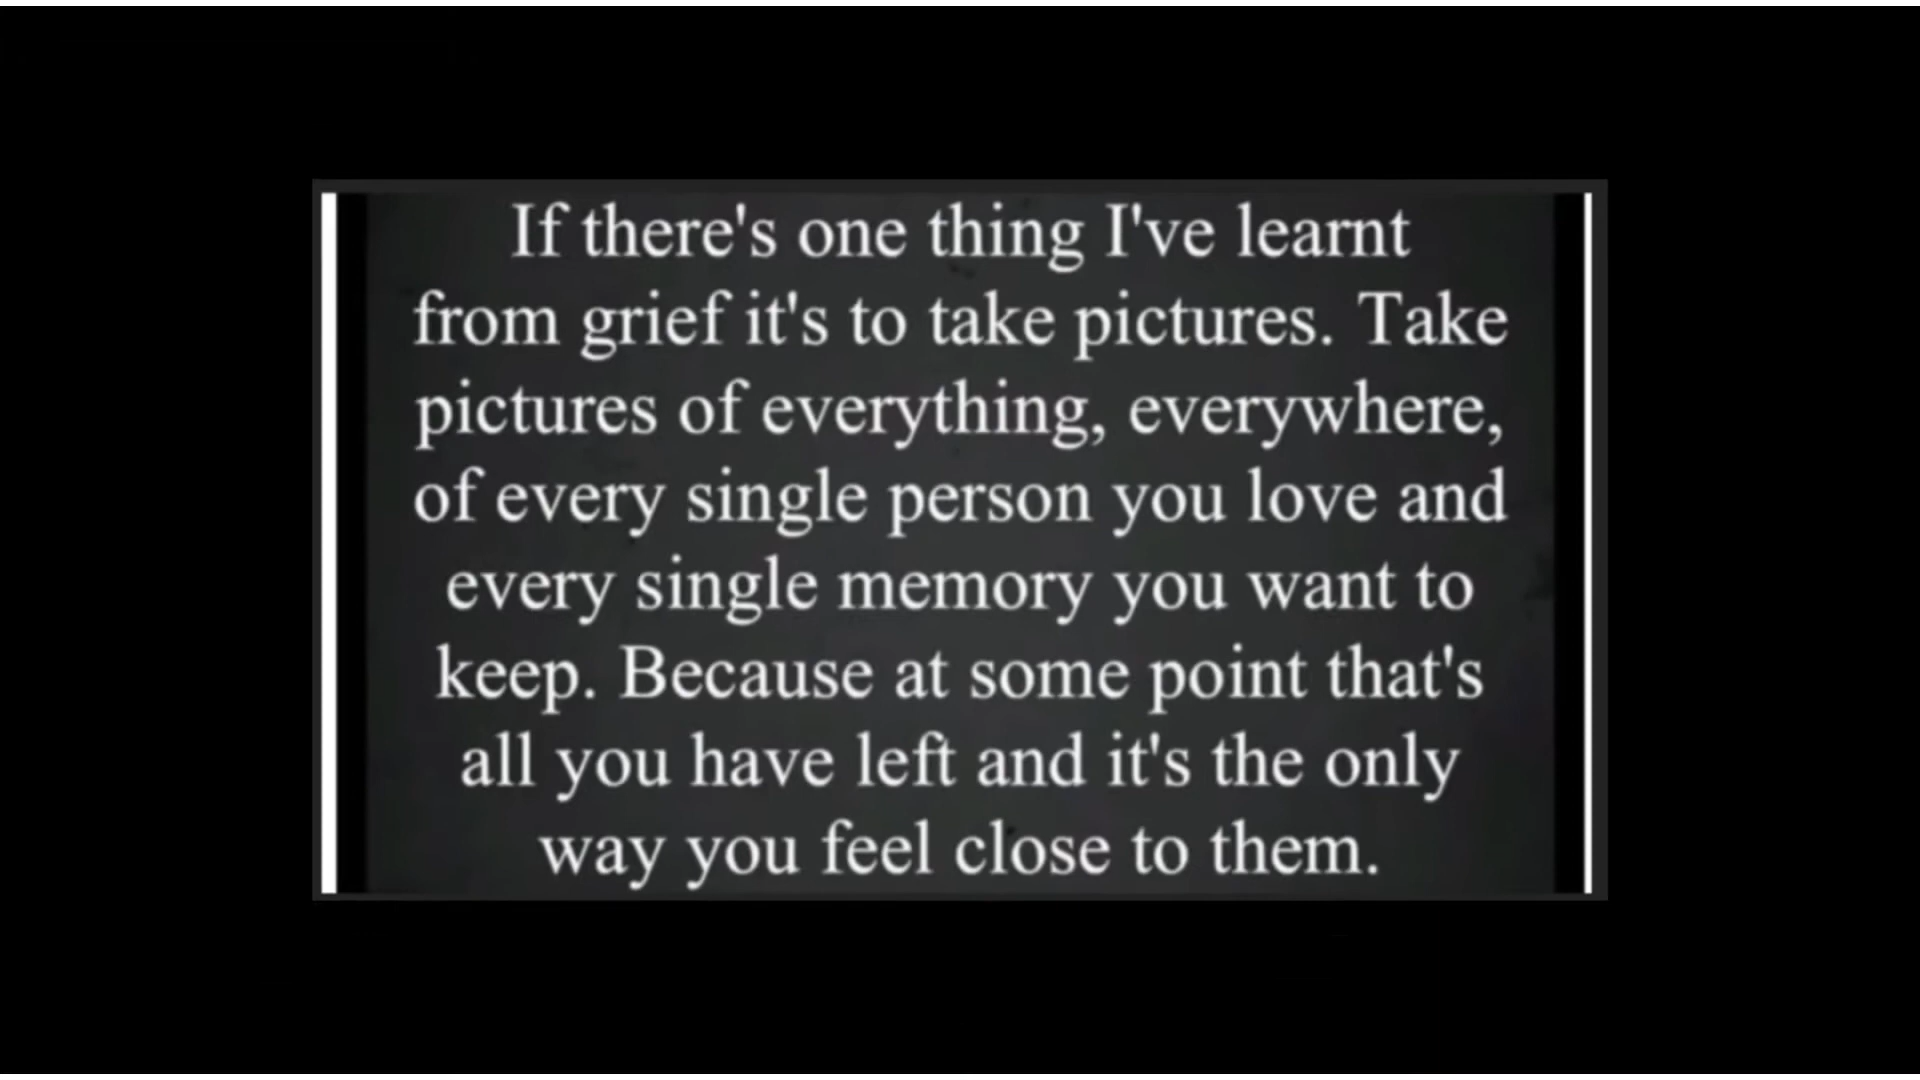 If there's one thing I've learnt
from grief it's to take pictures. Take
pictures of everything, everywhere,
of every single person you love and
every single memory you want to
keep. Because at some point that's
all you have left and it's the only
way you feel close to them.